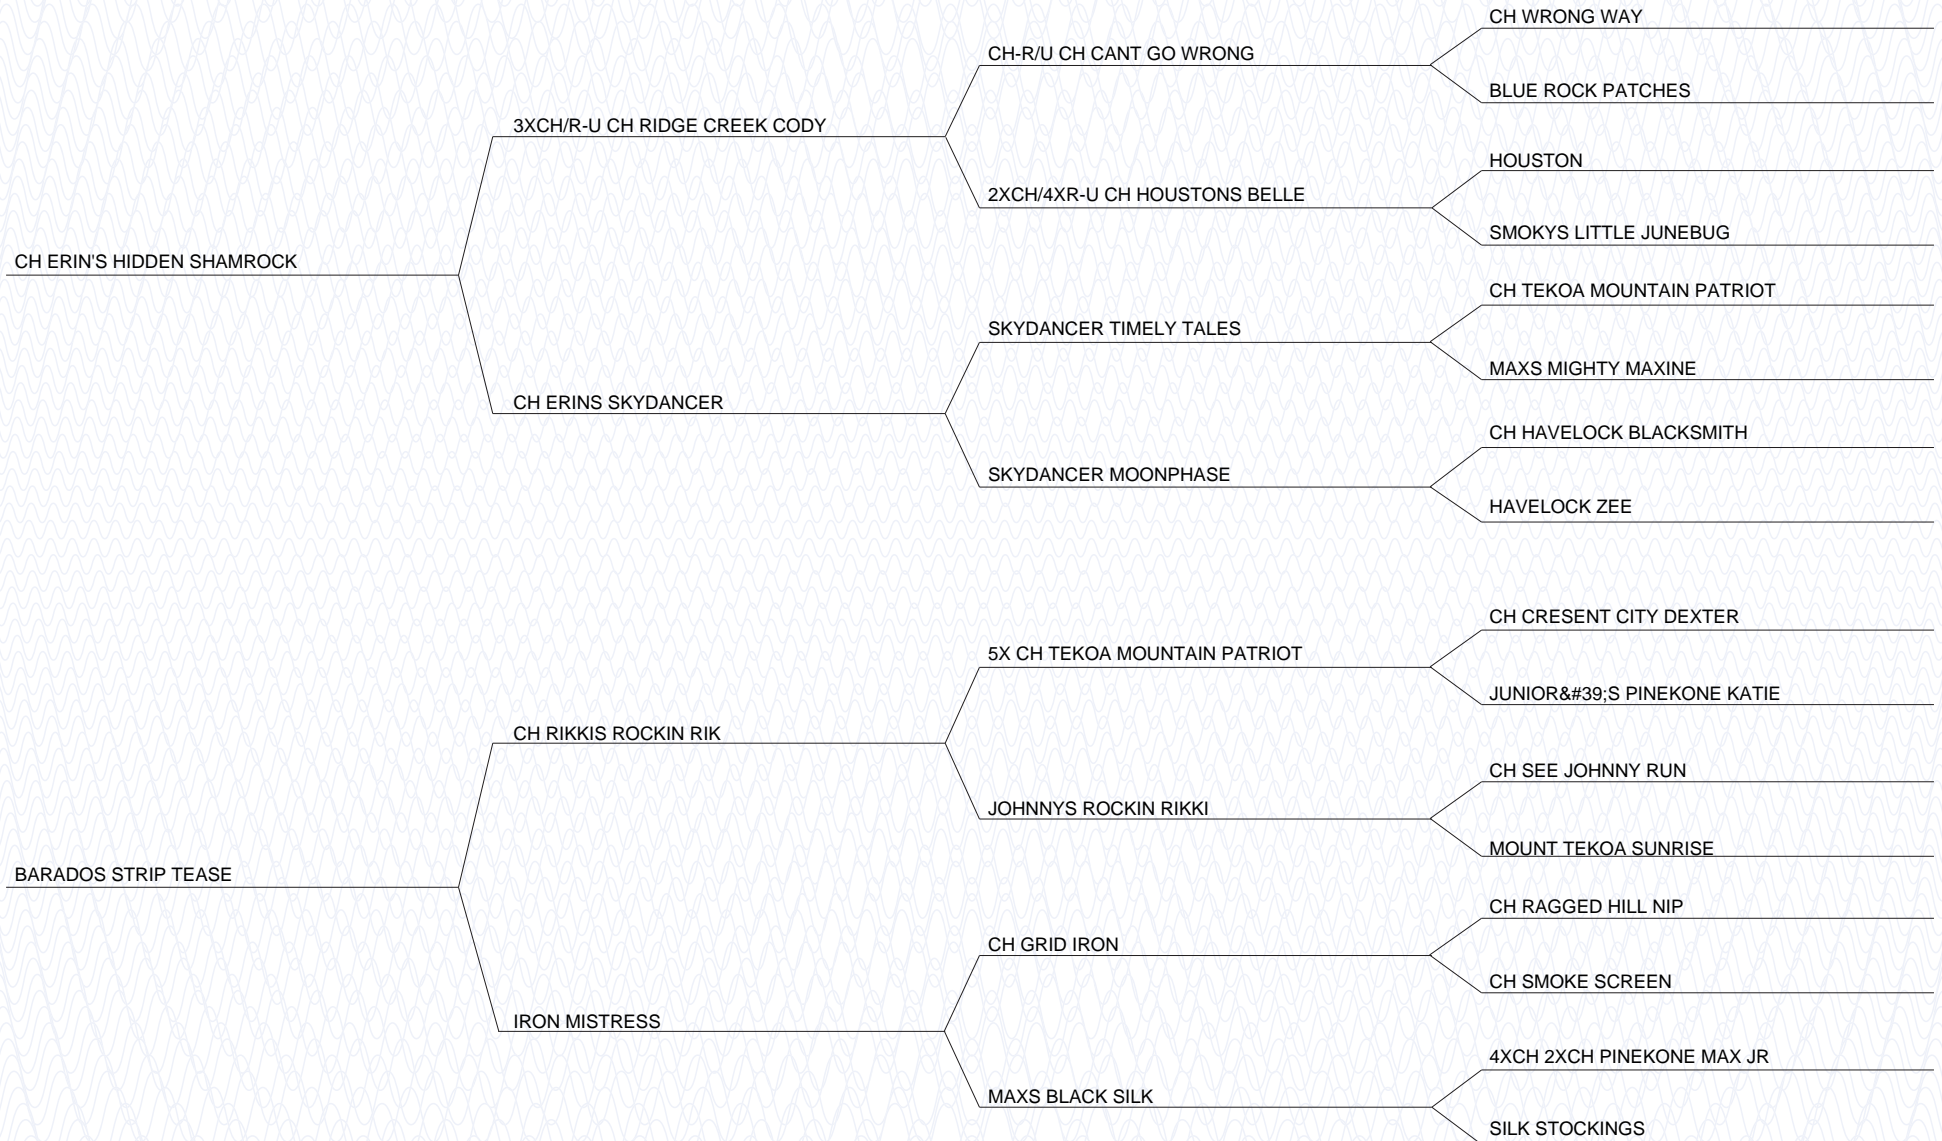 CH WRONG WAY
CH-R/U CH CANT GO WRONG
BLUE ROCK PATCHES
3XCH/R-U CH RIDGE CREEK CODY
HOUSTON
2XCH/4XR-U CH HOUSTONS BELLE
SMOKYS LITTLE JUNEBUG
CH ERIN'S HIDDEN SHAMROCK
CH TEKOA MOUNTAIN PATRIOT
SKYDANCER TIMELY TALES
MAXS MIGHTY MAXINE
CH ERINS SKYDANCER
CH HAVELOCK BLACKSMITH
SKYDANCER MOONPHASE
HAVELOCK ZEE
CH CRESENT CITY DEXTER
5X CH TEKOA MOUNTAIN PATRIOT
JUNIOR&#39;S PINEKONE KATIE
CH RIKKIS ROCKIN RIK
CH SEE JOHNNY RUN
JOHNNYS ROCKIN RIKKI
MOUNT TEKOA SUNRISE
BARADOS STRIP TEASE
CH RAGGED HILL NIP
CH GRID IRON
CH SMOKE SCREEN
IRON MISTRESS
4XCH 2XCH PINEKONE MAX JR
MAXS BLACK SILK
SILK STOCKINGS